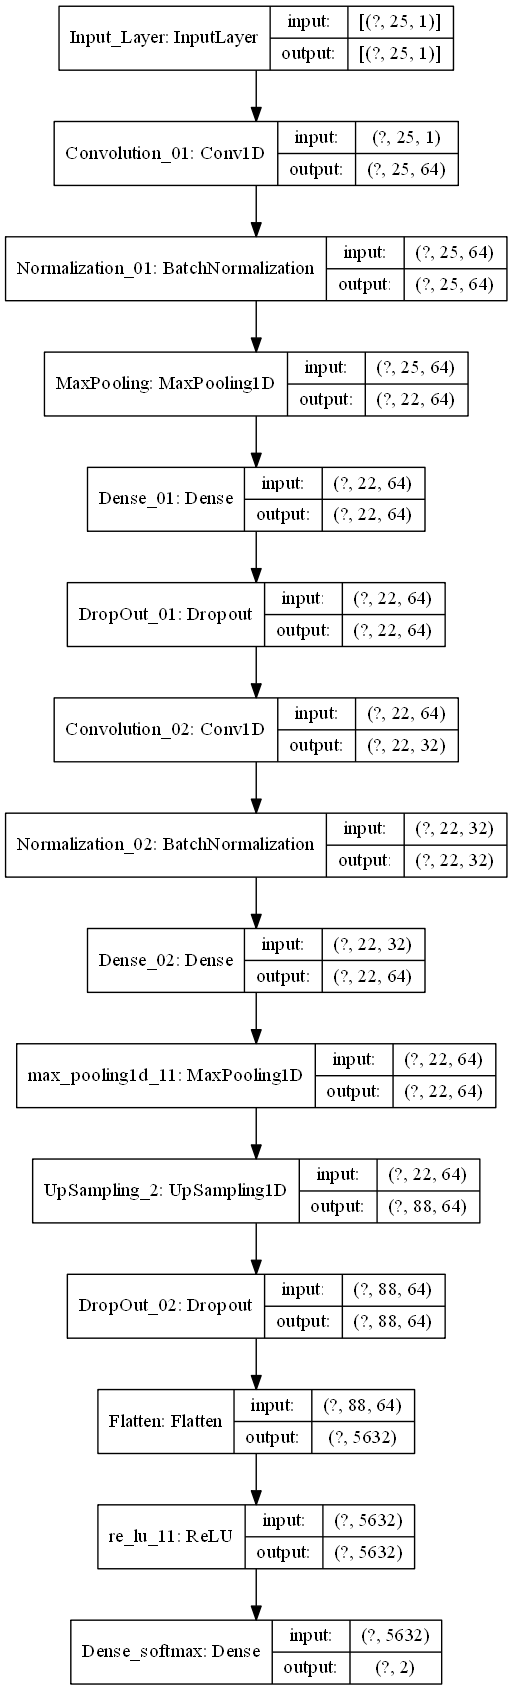 Input_Layer: InputLayer
input: [(?, 25, 1)]
output: [(?, 25, 1)]
Convolution_01: Conv1D
input: (?, 25, 1)
output: (?, 25, 64)
Normalization_01: BatchNormalization
input: (?, 25, 64)
output: (?, 25, 64)
MaxPooling: MaxPooling1D
input: (?, 25, 64)
output: (?, 22, 64)
Dense_01: Dense
input: (?, 22, 64)
output: (?, 22, 64)
DropOut_01: Dropout
input: (?, 22, 64)
output: (?, 22, 64)
Convolution_02: Conv1D
input: (?, 22, 64)
output: (?, 22, 32)
Normalization_02: BatchNormalization
input: (?, 22, 32)
output: (?, 22, 32)
Dense_02: Dense
input: (?, 22, 32)
output: (?, 22, 64)
max_pooling1d_11: MaxPooling1D
input: (?, 22, 64)
output: (?, 22, 64)
UpSampling_2: UpSampling1D
input: (?, 22, 64)
output: (?, 88, 64)
DropOut_02: Dropout
input: (?, 88, 64)
output: (?, 88, 64)
Flatten: Flatten
input: (?, 88, 64)
output: (?, 5632)
re_lu_11: ReLU
input: (?, 5632)
output: (?, 5632)
Dense_softmax: Dense
input: (?, 5632)
output: (?, 2)